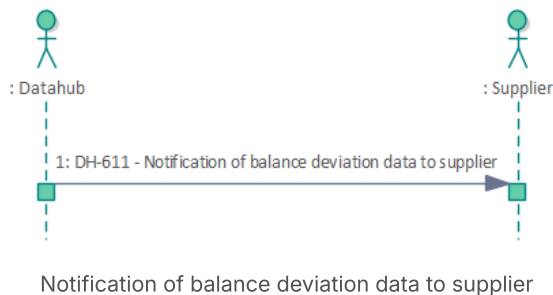 : Datahub
: Supplier
1: DH-611 - Notification of balance deviation data to supplier
Notification of balance deviation data to supplier